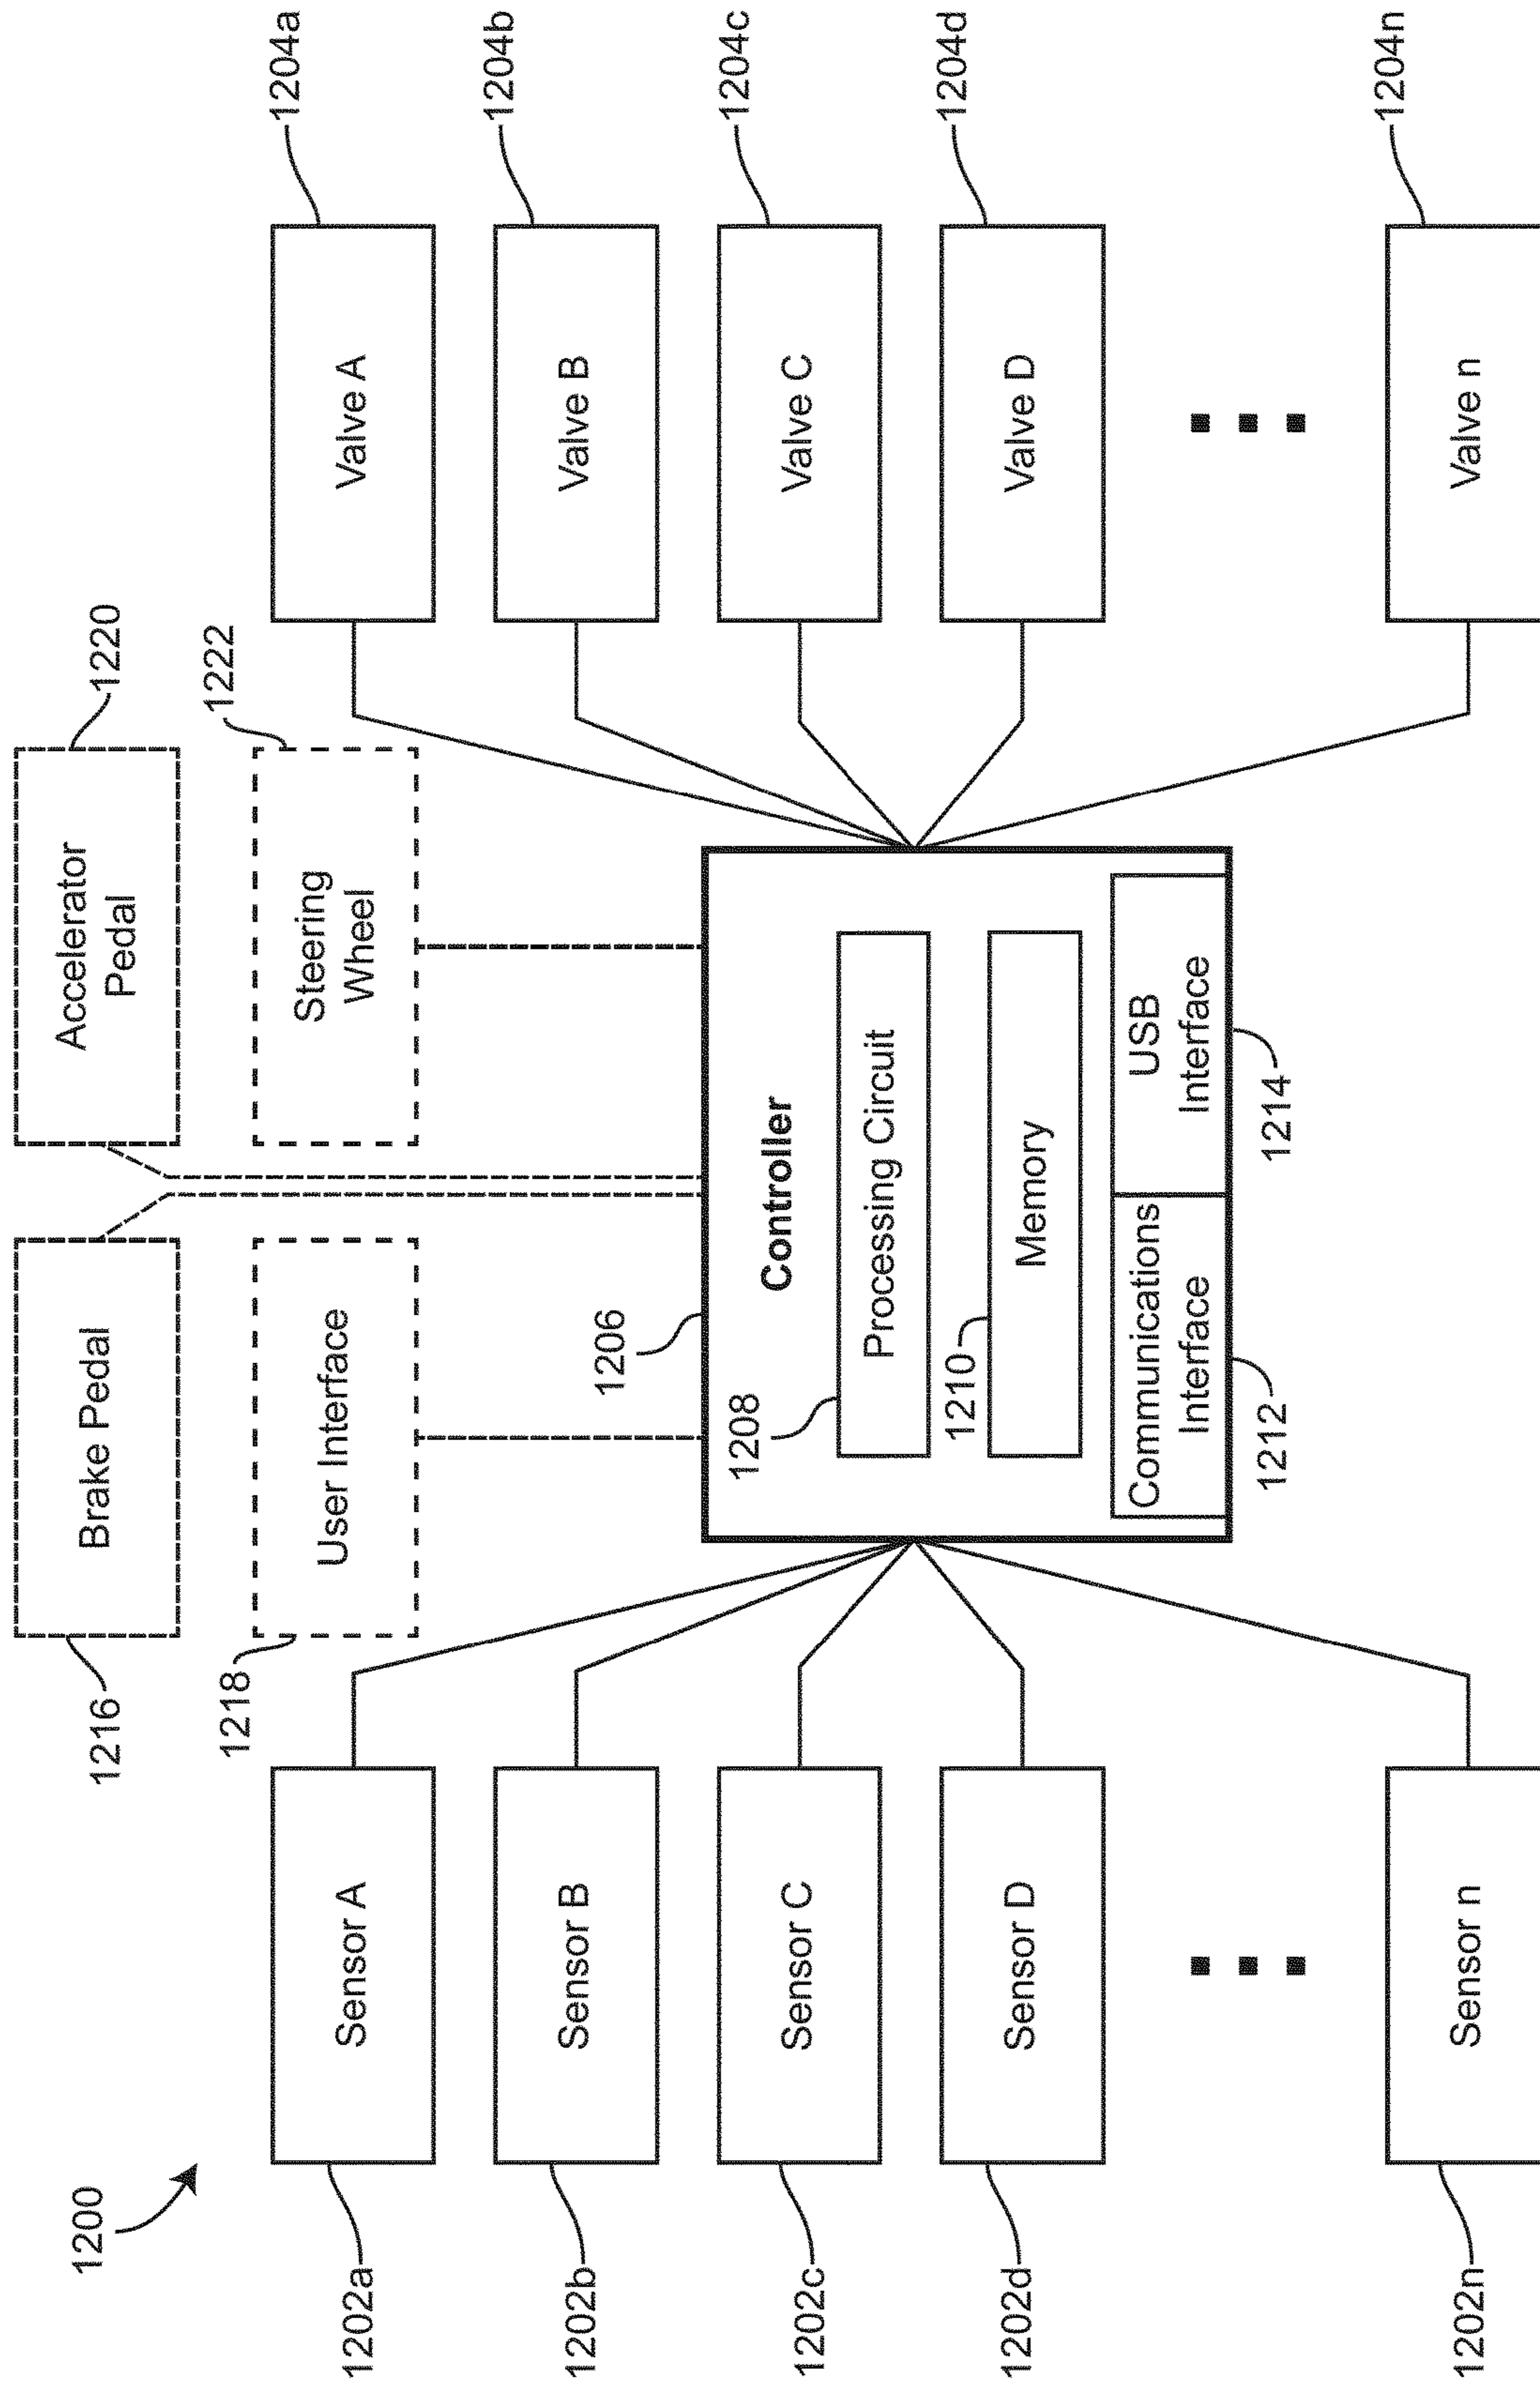 1200
Brake Pedal
1216
Accelerator
Pedal
1220
User Interface
1218
Steering
Wheel
1222
1202a
Sensor A
Valve A
1204a
1202b
Sensor B
Valve B
1204b
1202c
Sensor C
Valve C
1204c
1202d
Sensor D
Valve D
1204d
1202n
Sensor n
Valve n
1204n
1206
Controller
1208
Processing Circuit
1210
Memory
Communications
Interface
1212
USB
Interface
1214